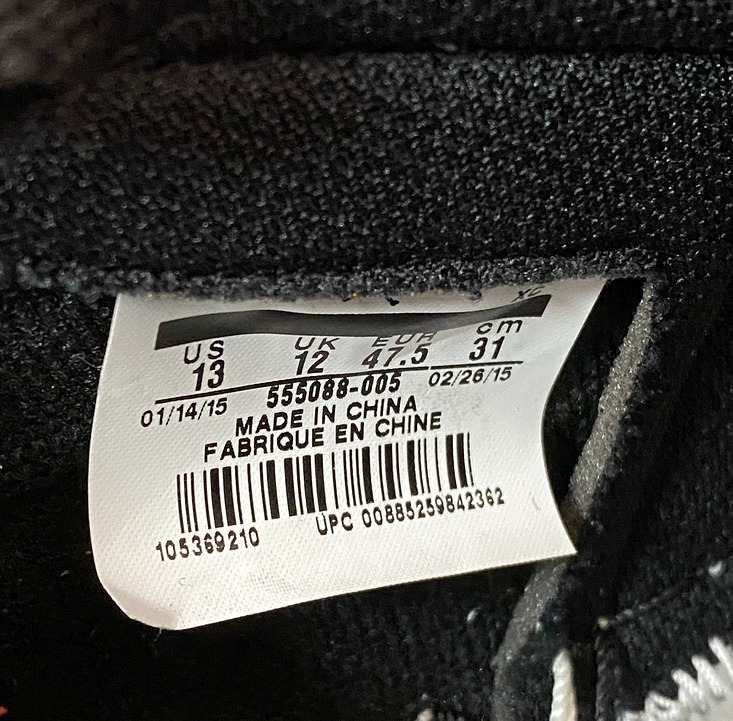 US UK EUR cm
13 12 47.5 31
01/14/15 555088-005 02/26/15
MADE IN CHINA
FABRIQUE EN CHINE
105369210 UPC 00885259842362